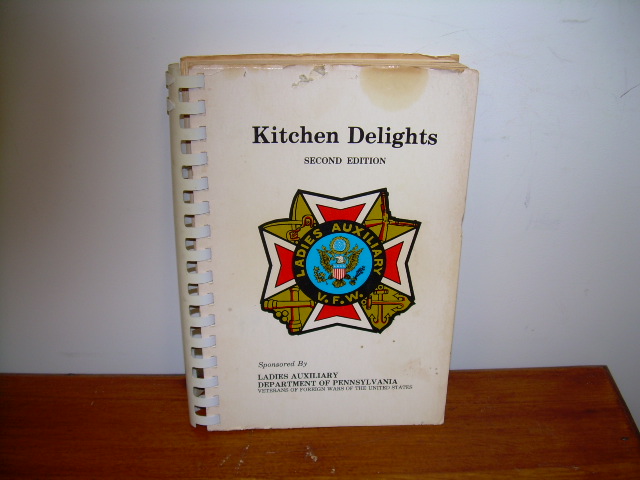 Kitchen Delights
SECOND EDITION
LADIES AUXILIARY
V.F.W.
Sponsored By
LADIES AUXILIARY
DEPARTMENT OF PENNSYLVANIA
VETERANS OF FOREIGN WARS OF THE UNITED STATES